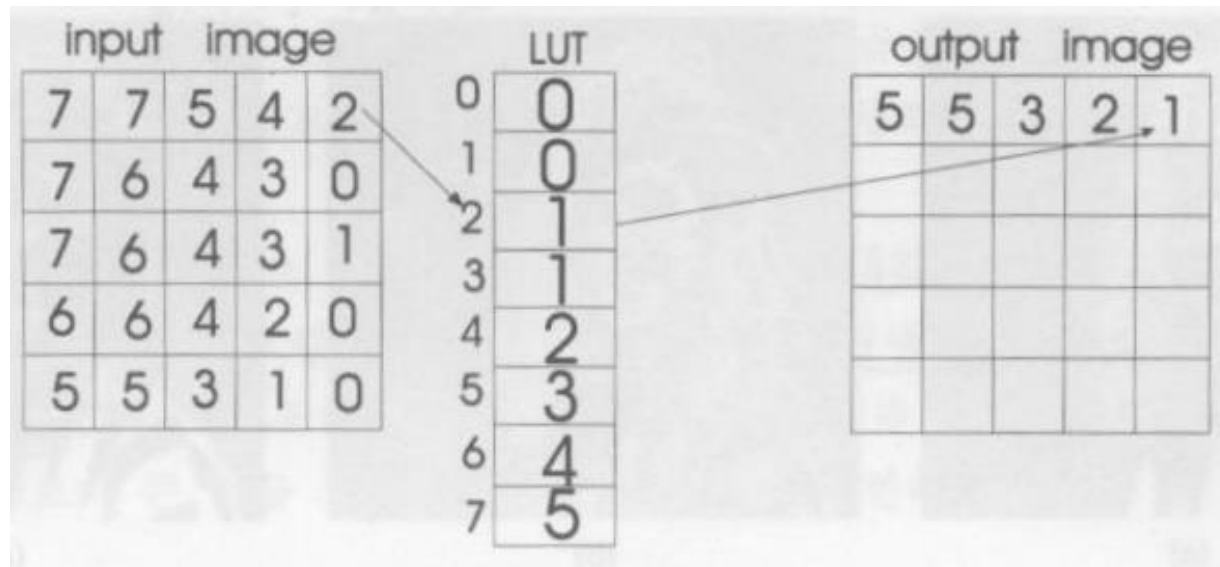 input image
7 7 5 4 2
7 6 4 3 0
7 6 4 3 1
6 6 4 2 0
5 5 3 1 0
LUT
0 0
1 0
2 1
3 1
4 2
5 3
6 4
7 5
output image
5 5 3 2 1